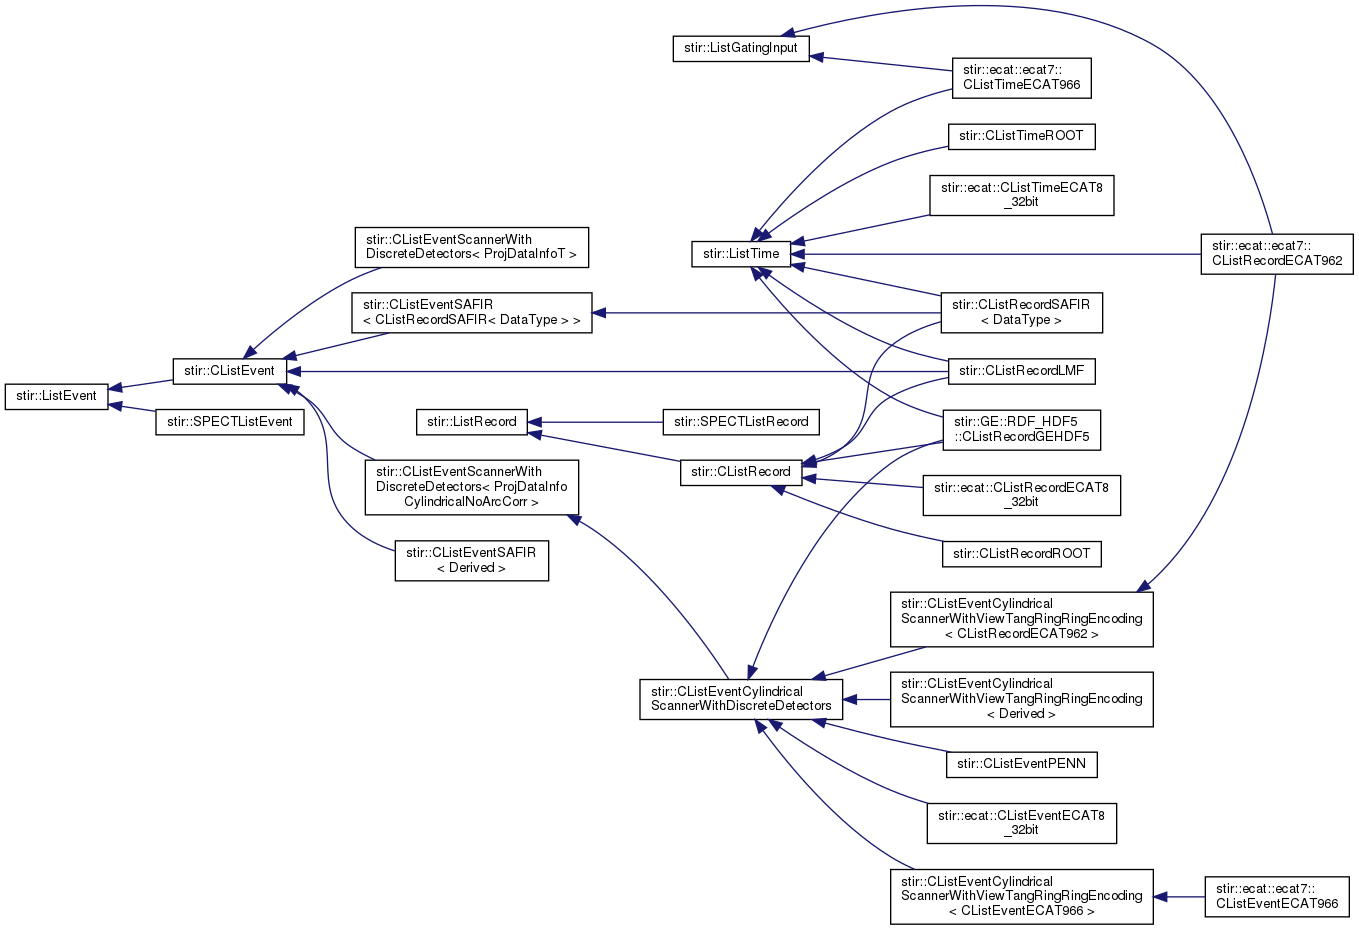 stir::ListGatingInput
stir::ecat::ecat7::
CListTimeECAT966
stir::CListTimeROOT
stir::ecat::CListTimeECAT8
_32bit
stir::CListEventScannerWith
DiscreteDetectors< ProjDataInfoT >
stir::ListTime
stir::ecat::ecat7::
CListRecordECAT962
stir::CListEventSAFIR
< CListRecordSAFIR< DataType > >
stir::CListRecordSAFIR
< DataType >
stir::CListEvent
stir::CListRecordLMF
stir::ListEvent
stir::SPECTListEvent
stir::ListRecord
stir::SPECTListRecord
stir::GE::RDF_HDF5
::CListRecordGEHDF5
stir::CListEventScannerWith
DiscreteDetectors< ProjDataInfo
CylindricalNoArcCorr >
stir::CListRecord
stir::ecat::CListRecordECAT8
_32bit
stir::CListEventSAFIR
< Derived >
stir::CListRecordROOT
stir::CListEventCylindrical
ScannerWithViewTangRingRingEncoding
< CListRecordECAT962 >
stir::CListEventCylindrical
ScannerWithDiscreteDetectors
stir::CListEventCylindrical
ScannerWithViewTangRingRingEncoding
< Derived >
stir::CListEventPENN
stir::ecat::CListEventECAT8
_32bit
stir::CListEventCylindrical
ScannerWithViewTangRingRingEncoding
< CListEventECAT966 >
stir::ecat::ecat7::
CListEventECAT966